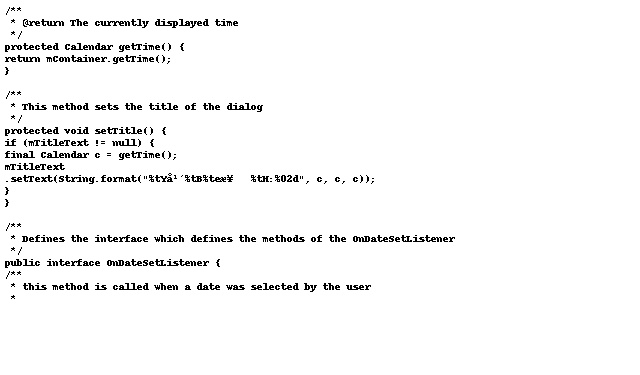 /**
* @return The currently displayed time
*/
protected Calendar getTime() {
return mContainer.getTime();
}
/**
* This method sets the title of the dialog
*/
protected void setTitle() {
if (mTitleText != null) {
final Calendar c = getTime();
mTitleText
.setText(String.format("%tYå¹´%tB%teæ¥   %tH:%02d", c, c, c));
}
}
/**
* Defines the interface which defines the methods of the OnDateSetListener
*/
public interface OnDateSetListener {
/**
* this method is called when a date was selected by the user
*